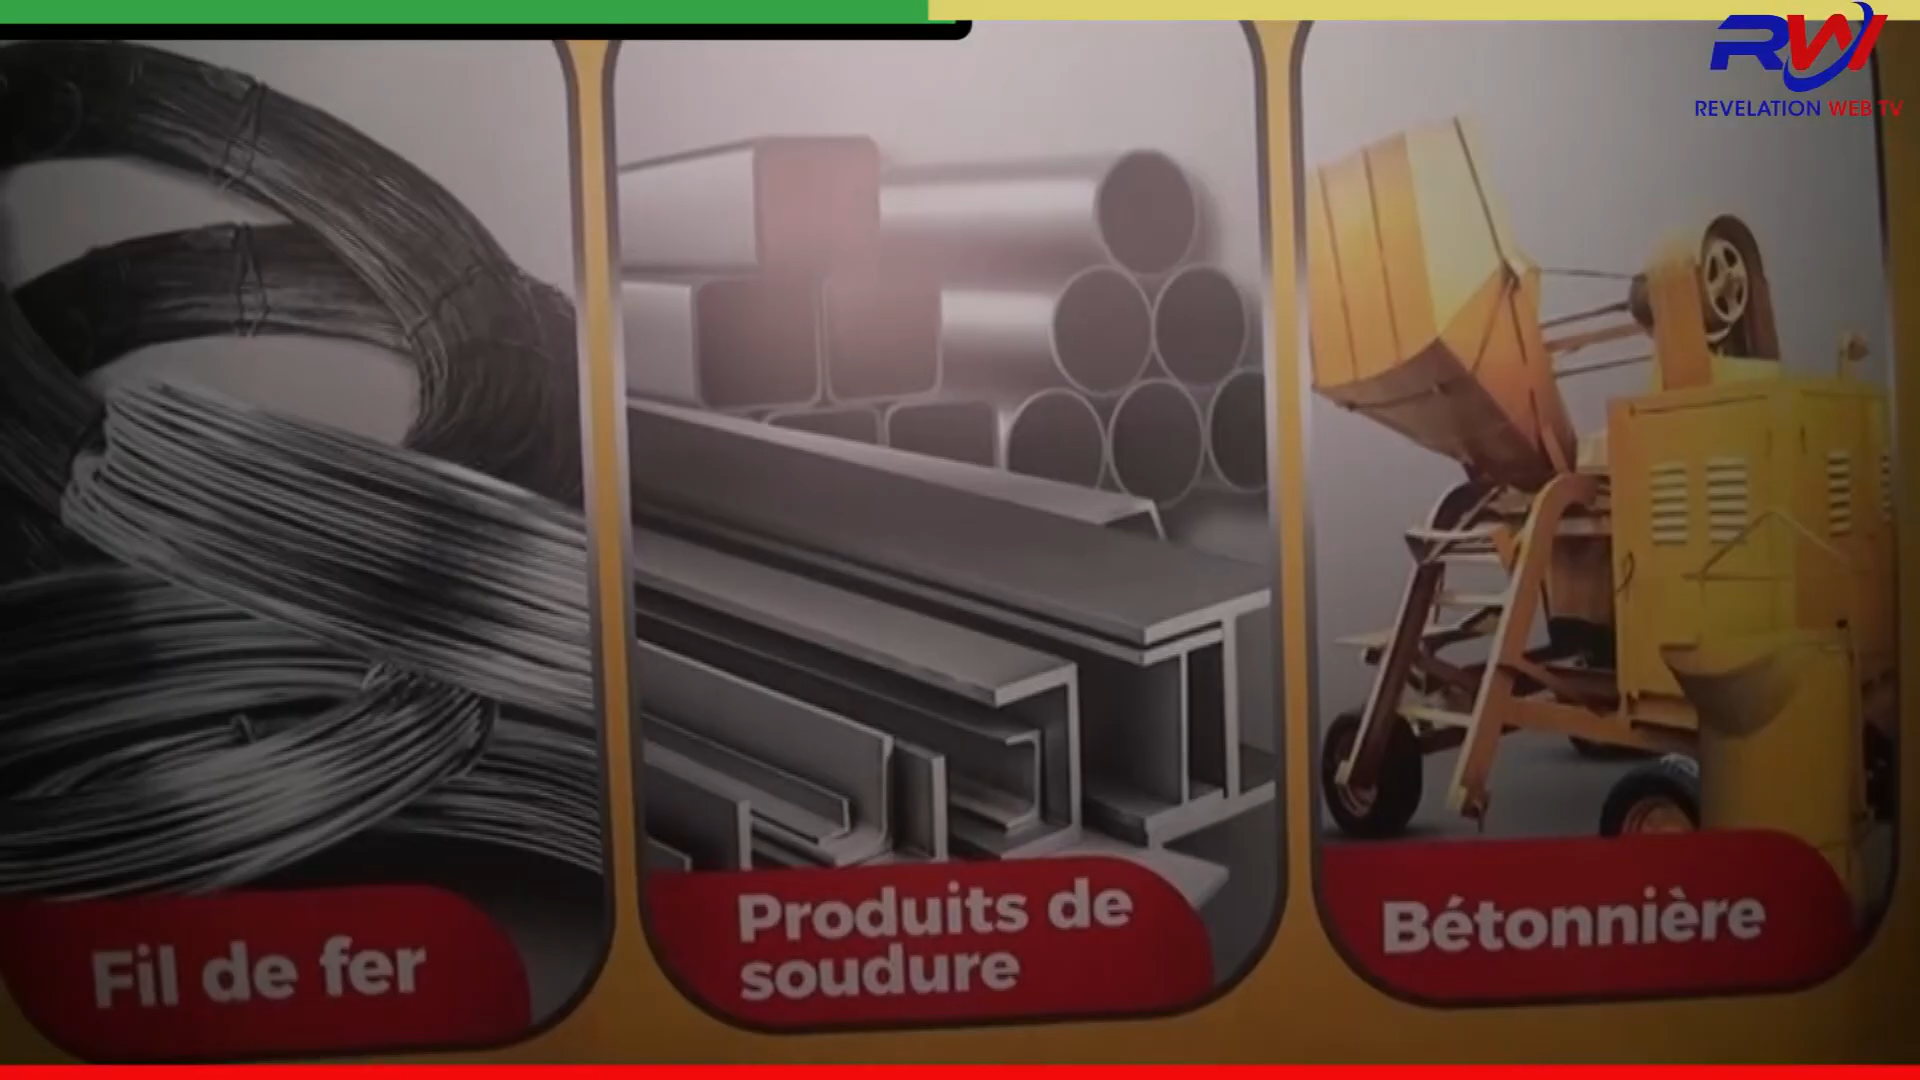 RW
REVELATION WEB TV
Fil de fer
Produits de
soudure
Bétonnière